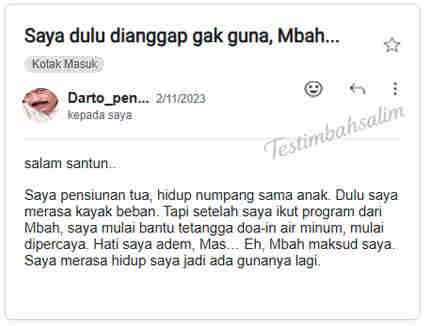 Saya dulu dianggap gak guna, Mbah...
Kotak Masuk
Darto_pen... 2/11/2023
kepada saya
Testimbahsalim
salam santun..
Saya pensiunan tua, hidup numpang sama anak. Dulu saya
merasa kayak beban. Tapi setelah saya ikut program dari
Mbah, saya mulai bantu tetangga doa-in air minum, mulai
dipercaya. Hati saya adem, Mas… Eh, Mbah maksud saya.
Saya merasa hidup saya jadi ada gunanya lagi.